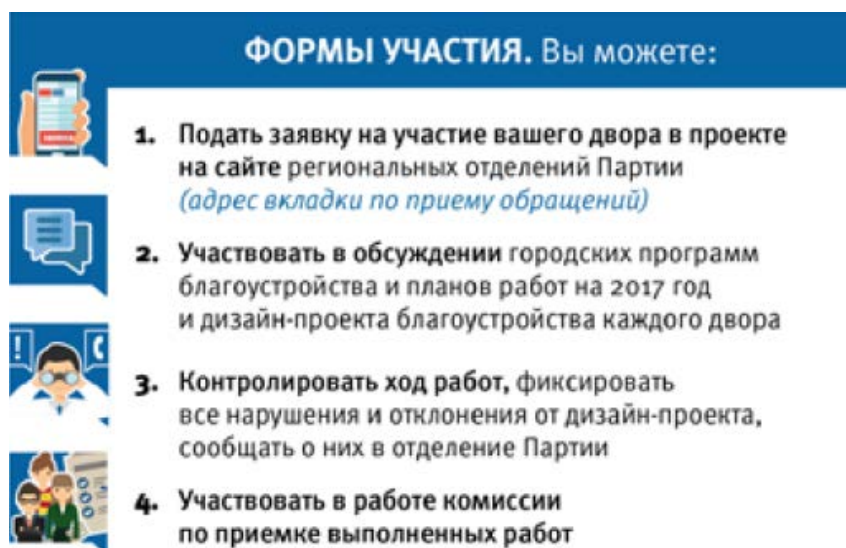 ФОРМЫ УЧАСТИЯ. Вы можете:
1. Подать заявку на участие вашего двора в проекте
на сайте региональных отделений Партии
(адрес вкладки по приему обращений)
2. Участвовать в обсуждении городских программ
благоустройства и планов работ на 2017 год
и дизайн-проекта благоустройства каждого двора
3. Контролировать ход работ, фиксировать
все нарушения и отклонения от дизайн-проекта,
сообщать о них в отделение Партии
4. Участвовать в работе комиссии
по приемке выполненных работ